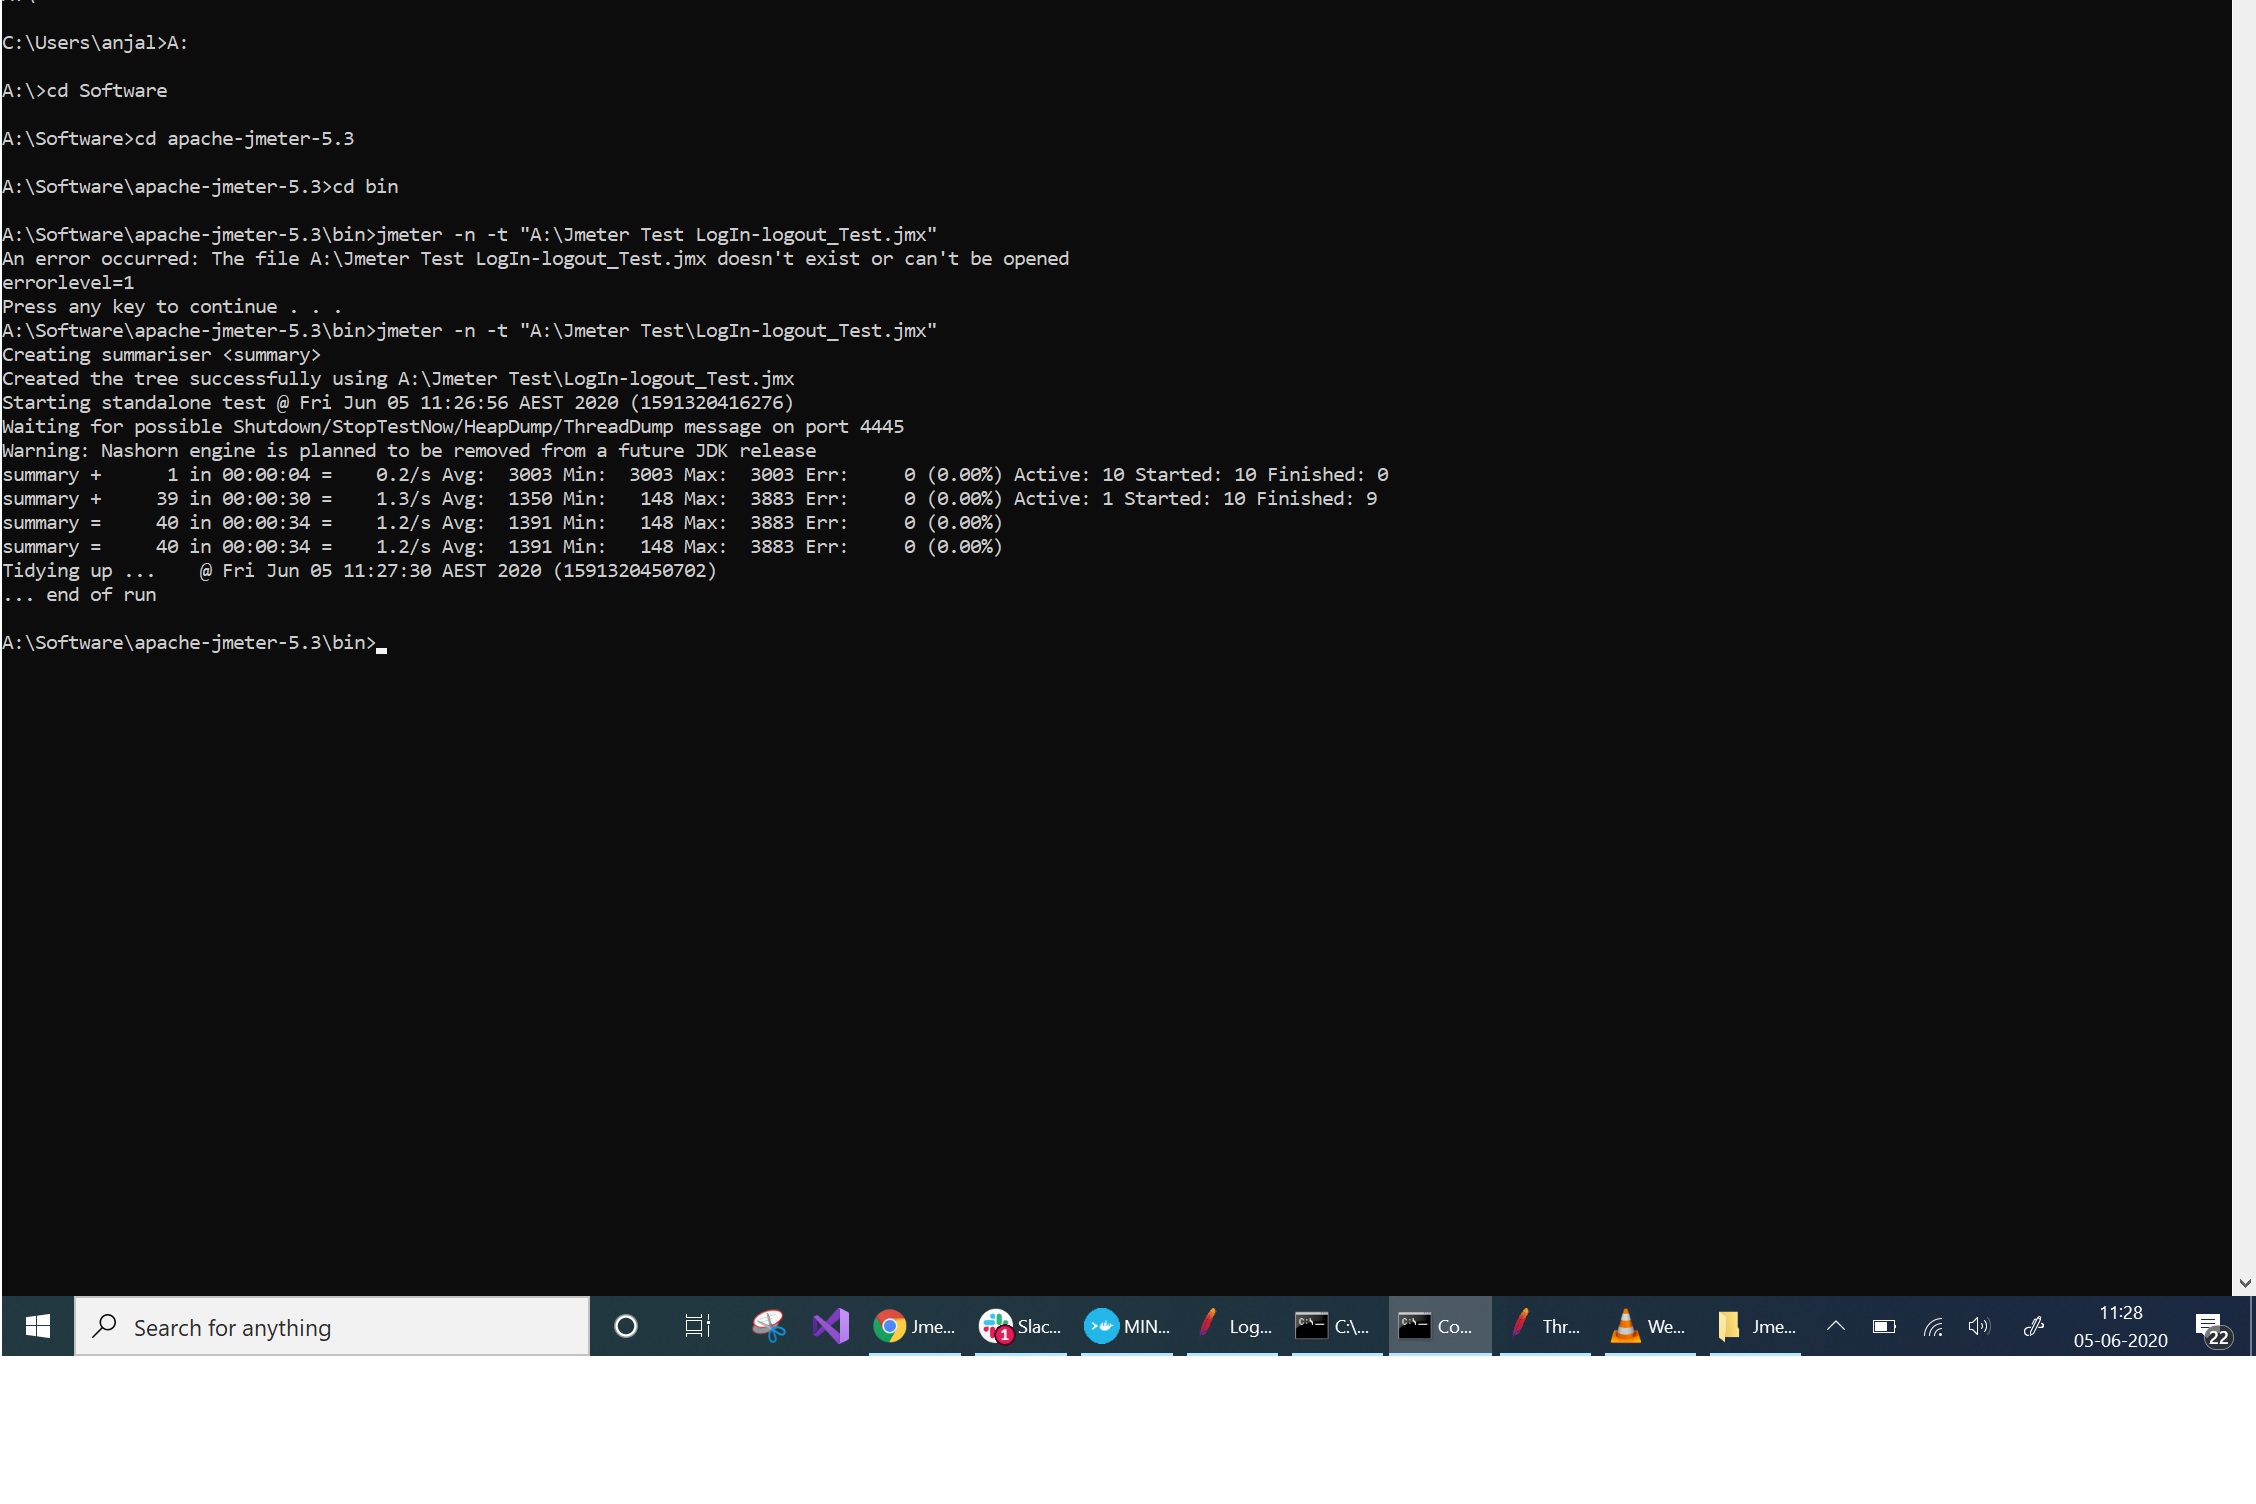 C:\Users\anjal>A:
A:\>cd Software
A:\Software>cd apache-jmeter-5.3
A:\Software\apache-jmeter-5.3>cd bin
A:\Software\apache-jmeter-5.3\bin>jmeter -n -t "A:\Jmeter Test LogIn-logout_Test.jmx"
An error occurred: The file A:\Jmeter Test LogIn-logout_Test.jmx doesn't exist or can't be opened
errorlevel=1
Press any key to continue . . .
A:\Software\apache-jmeter-5.3\bin>jmeter -n -t "A:\Jmeter Test\LogIn-logout_Test.jmx"
Creating summariser <summary>
Created the tree successfully using A:\Jmeter Test\LogIn-logout_Test.jmx
Starting standalone test @ Fri Jun 05 11:26:56 AEST 2020 (1591320416276)
Waiting for possible Shutdown/StopTestNow/HeapDump/ThreadDump message on port 4445
Warning: Nashorn engine is planned to be removed from a future JDK release
summary +      1 in 00:00:04 =    0.2/s Avg:  3003 Min:  3003 Max:  3003 Err:     0 (0.00%) Active: 10 Started: 10 Finished: 0
summary +     39 in 00:00:30 =    1.3/s Avg:  1350 Min:   148 Max:  3883 Err:     0 (0.00%) Active: 1 Started: 10 Finished: 9
summary =     40 in 00:00:34 =    1.2/s Avg:  1391 Min:   148 Max:  3883 Err:     0 (0.00%)
summary =     40 in 00:00:34 =    1.2/s Avg:  1391 Min:   148 Max:  3883 Err:     0 (0.00%)
Tidying up ...    @ Fri Jun 05 11:27:30 AEST 2020 (1591320450702)
... end of run
A:\Software\apache-jmeter-5.3\bin>
Search for anything
Jme...
1
Slac...
MIN...
Log...
C:\...
Co...
Thr...
We...
Jme...
11:28
05-06-2020
22